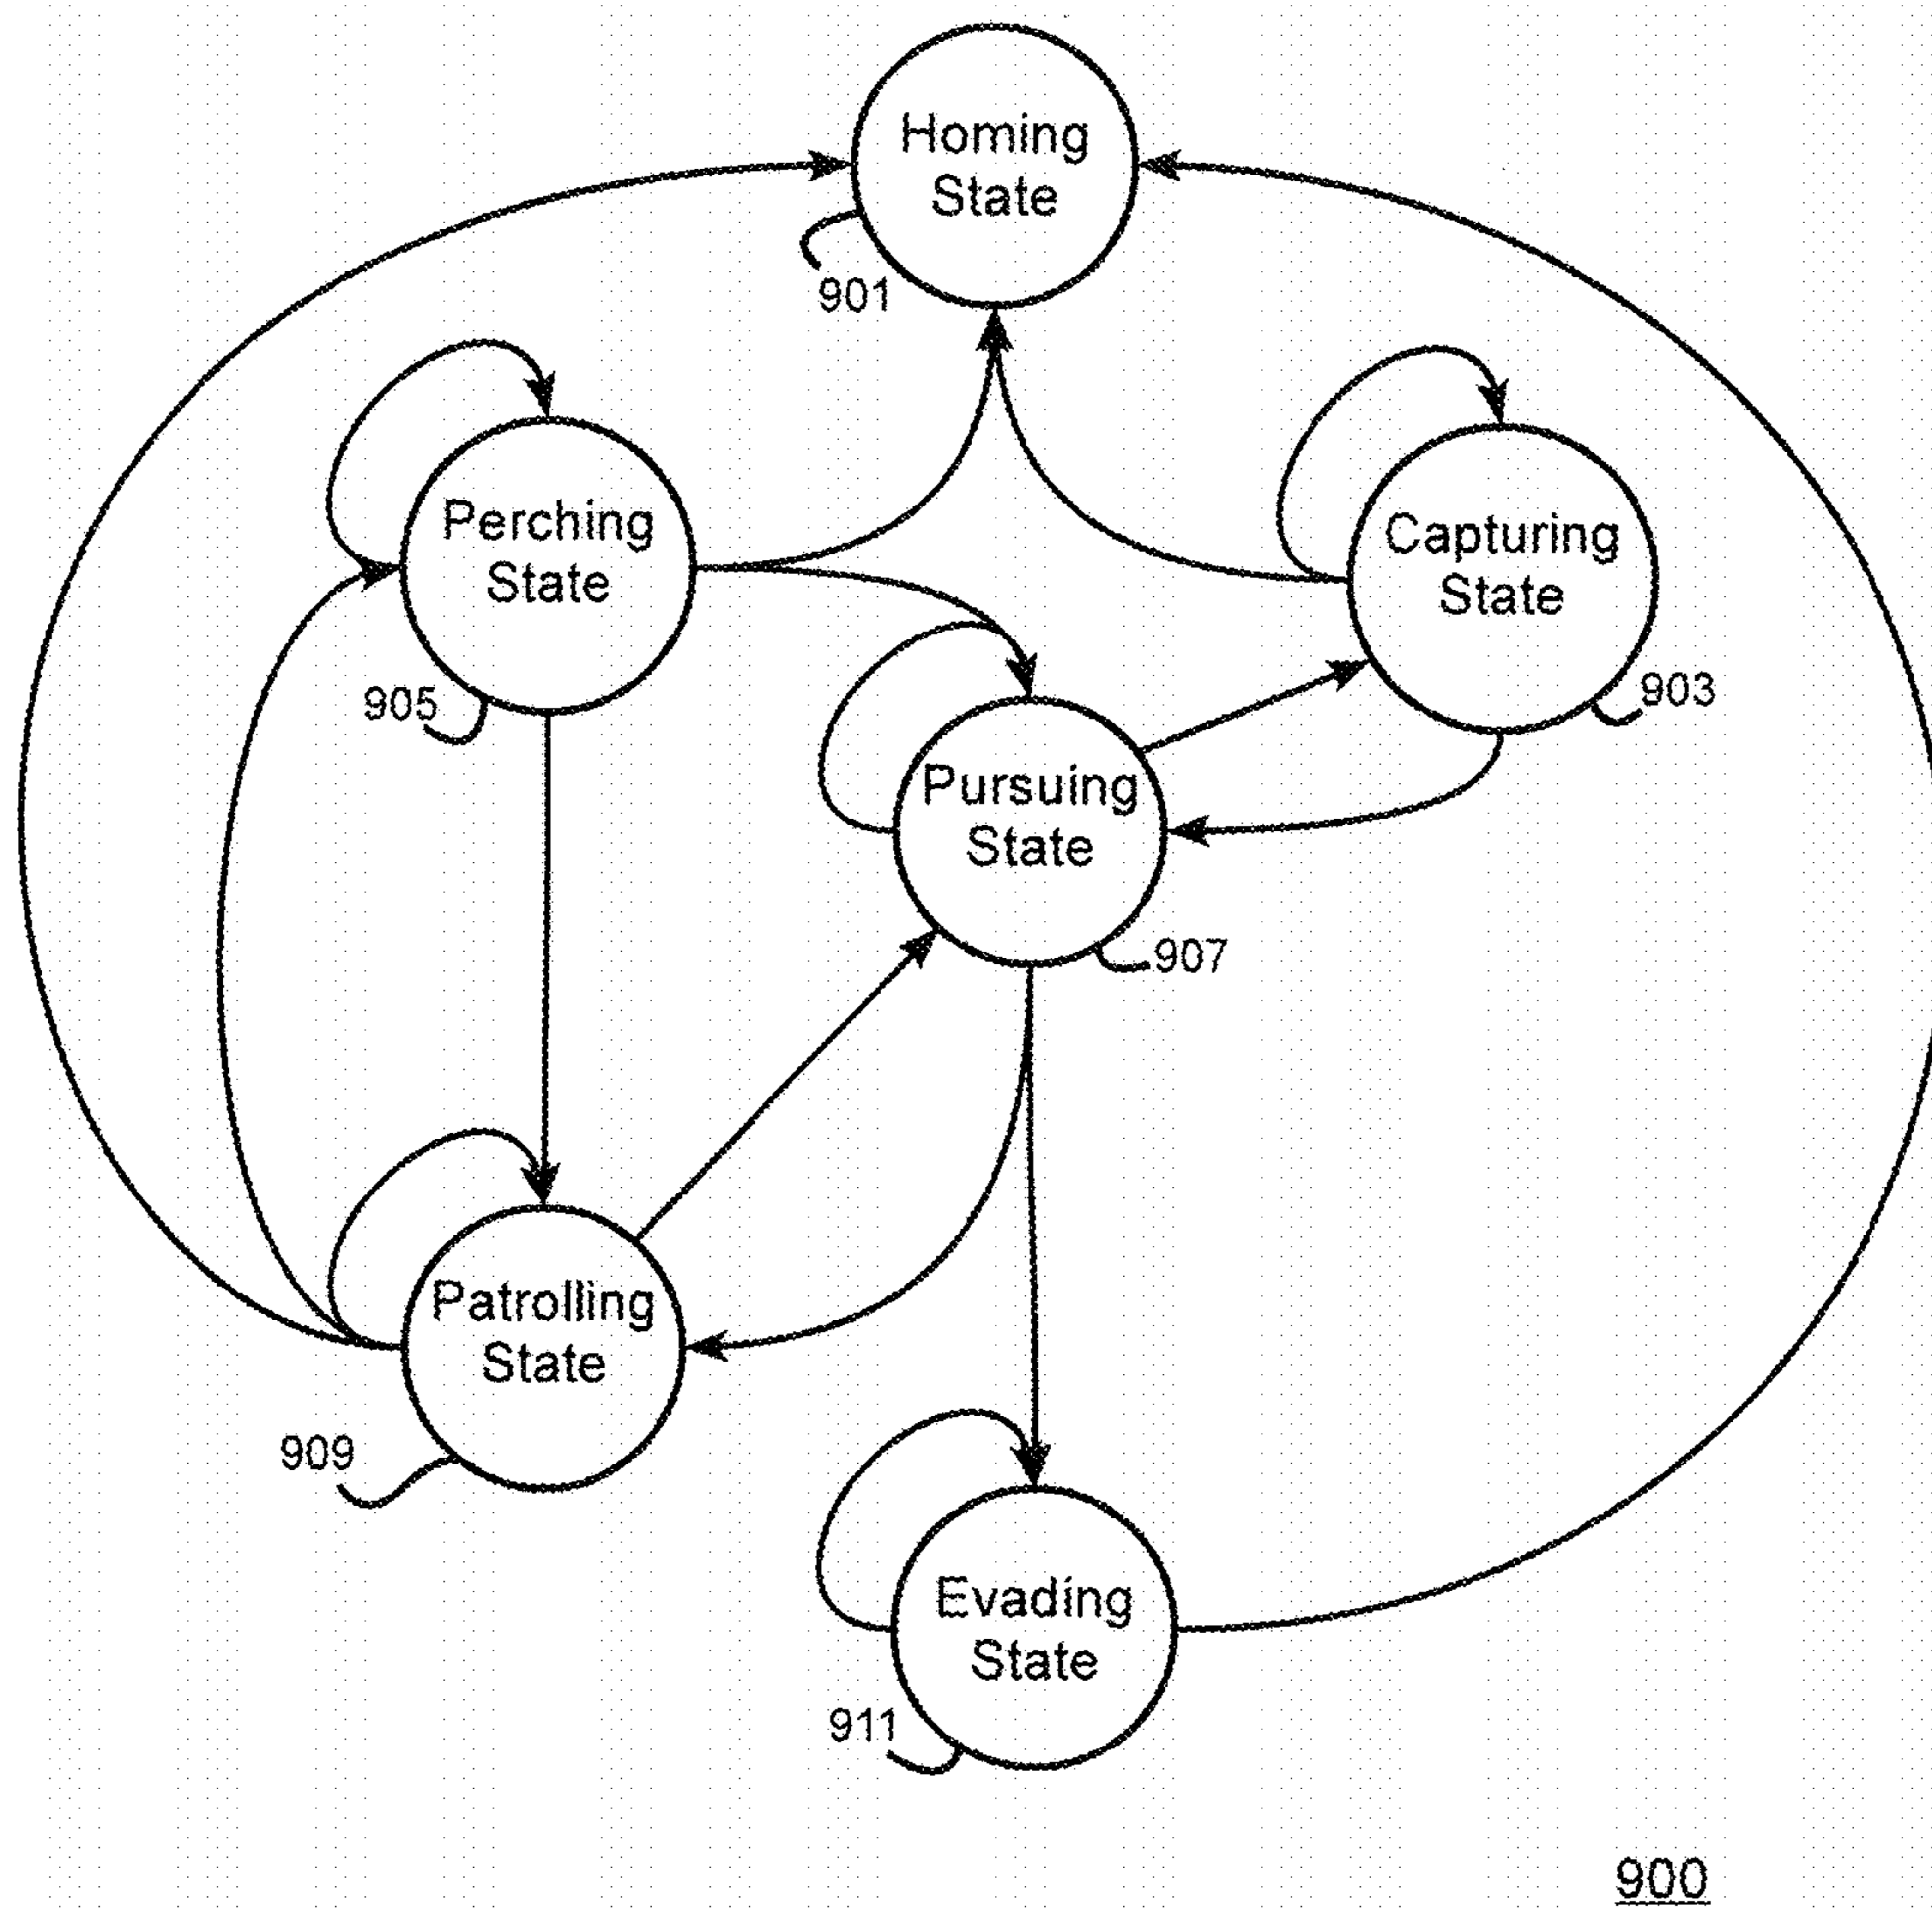 Homing
State
901
Perching
State
905
Capturing
State
903
Pursuing
State
907
Patrolling
State
909
Evading
State
911
900